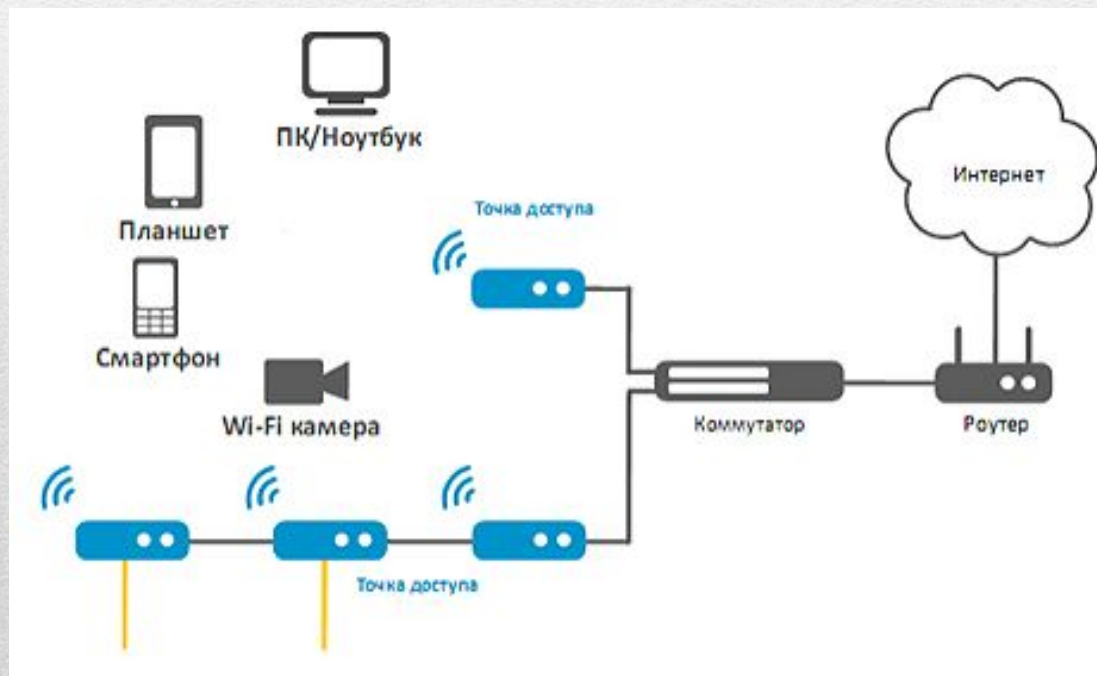 ПК/Ноутбук
Планшет
Точка доступа
Интернет
Смартфон
Wi-Fi камера
Коммутатор
Роутер
Точка доступа